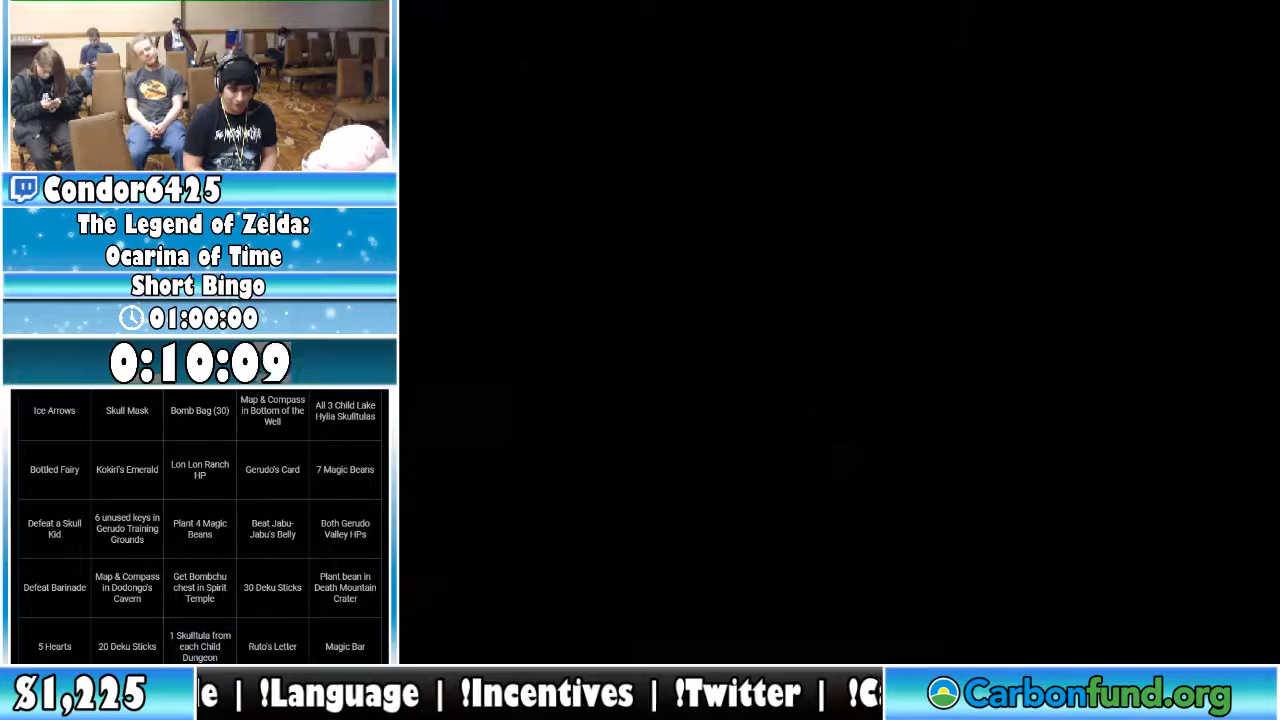 Condor6425
The Legend of Zelda:
Ocarina of Time
Short Bingo
01:00:00
0:10:09
Ice Arrows
Skull Mask
Bomb Bag (30)
Map & Compass
in Bottom of the
Well
All 3 Child Lake
Hylia Skulltulas
Bottled Fairy
Kokiri's Emerald
Lon Lon Ranch
HP
Gerudo's Card
7 Magic Beans
Defeat a Skull
Kid
6 unused keys in
Gerudo Training
Grounds
Plant 4 Magic
Beans
Beat Jabu-
Jabu's Belly
Both Gerudo
Valley HPs
Defeat Barinade
Map & Compass
in Dodongo's
Cavern
Get Bombchu
chest in Spirit
Temple
30 Deku Sticks
Plant bean in
Death Mountain
Crater
5 Hearts
20 Deku Sticks
1 Skulltula from
each Child
Dungeon
Ruto's Letter
Magic Bar
$1,225
e | !Language | !Incentives | !Twitter | !C
Carbonfund.org